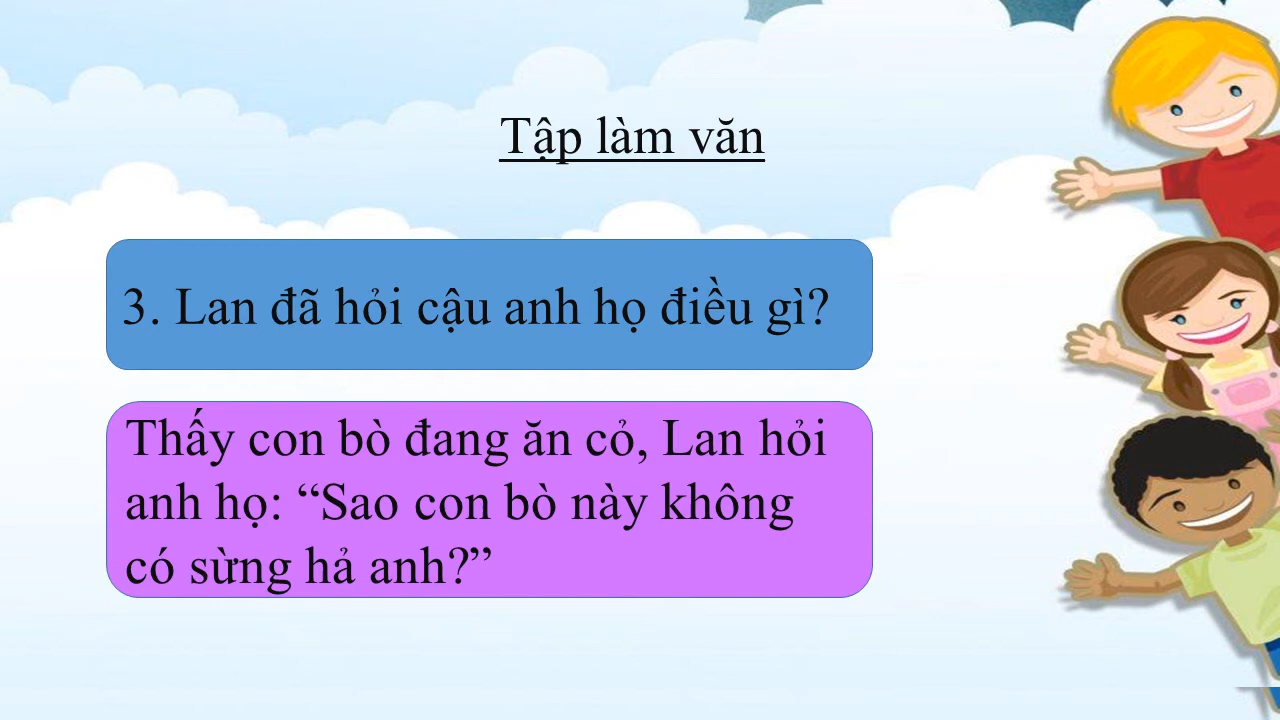 Tập làm văn
3. Lan đã hỏi cậu anh họ điều gì?
Thấy con bò đang ăn cỏ, Lan hỏi
anh họ: “Sao con bò này không
có sừng hả anh?”